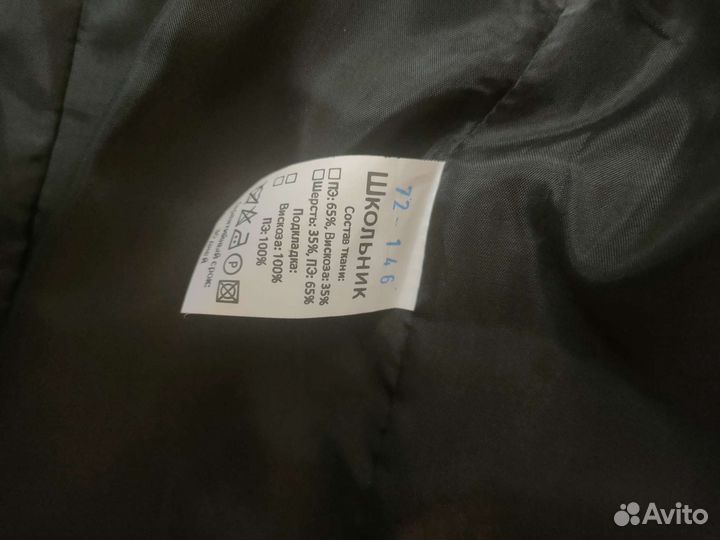 72-146
ШКОЛЬНИК
Состав ткани:
ПЭ: 65%, Вискоза: 35%
Шерсть: 35%, ПЭ: 65%
Подкладка:
Вискоза: 100%
ПЭ: 100%
P
срок:
Avito